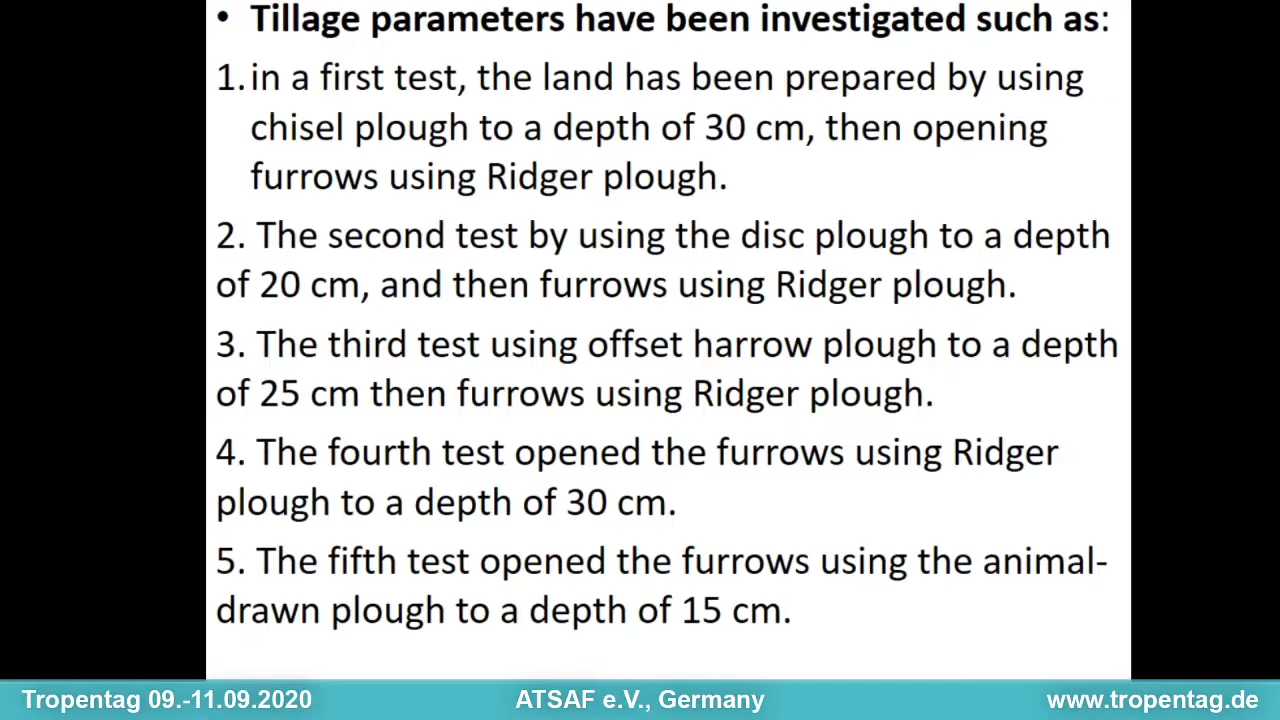 • Tillage parameters have been investigated such as:
1. in a first test, the land has been prepared by using
chisel plough to a depth of 30 cm, then opening
furrows using Ridger plough.
2. The second test by using the disc plough to a depth
of 20 cm, and then furrows using Ridger plough.
3. The third test using offset harrow plough to a depth
of 25 cm then furrows using Ridger plough.
4. The fourth test opened the furrows using Ridger
plough to a depth of 30 cm.
5. The fifth test opened the furrows using the animal-
drawn plough to a depth of 15 cm.
Tropentag 09.-11.09.2020 ATSAF e.V., Germany www.tropentag.de